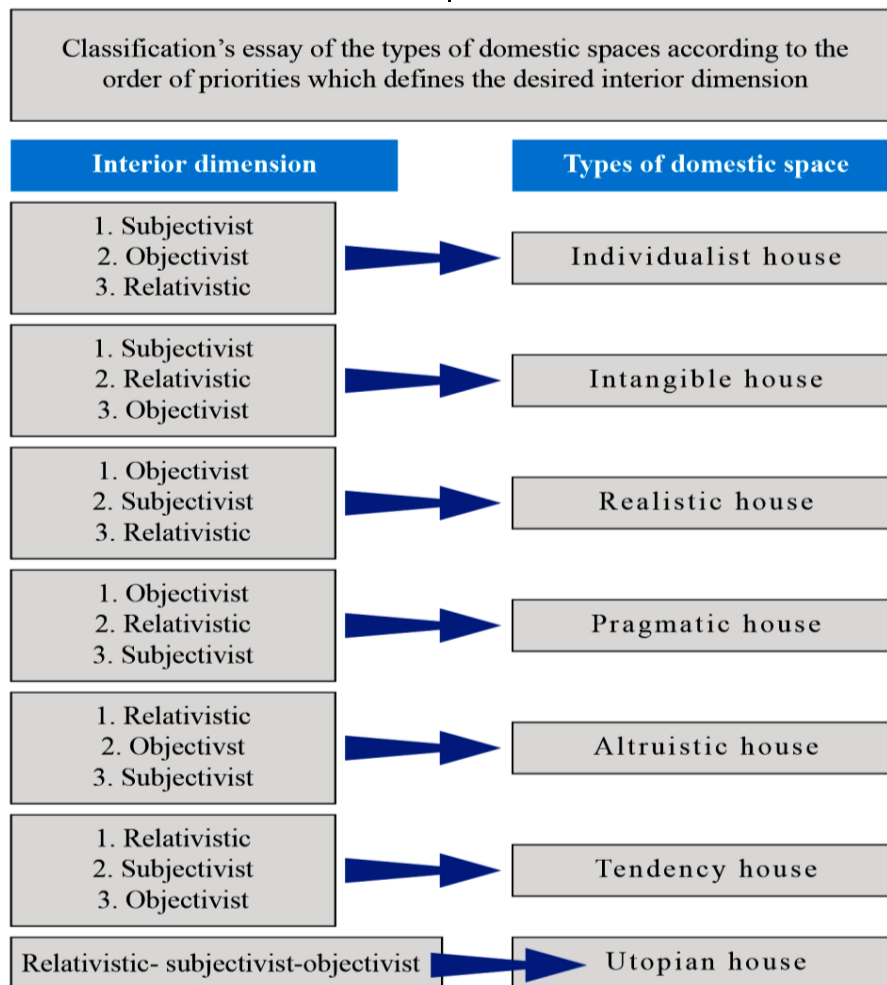 Classification’s essay of the types of domestic spaces according to the
order of priorities which defines the desired interior dimension
Interior dimension
Types of domestic space
1. Subjectivist
2. Objectivist
3. Relativistic
Individualist house
1. Subjectivist
2. Relativistic
3. Objectivist
Intangible house
1. Objectivist
2. Subjectivist
3. Relativistic
Realistic house
1. Objectivist
2. Relativistic
3. Subjectivist
Pragmatic house
1. Relativistic
2. Objectivst
3. Subjectivist
Altruistic house
1. Relativistic
2. Subjectivist
3. Objectivist
Tendency house
Relativistic- subjectivist-objectivist
Utopian house